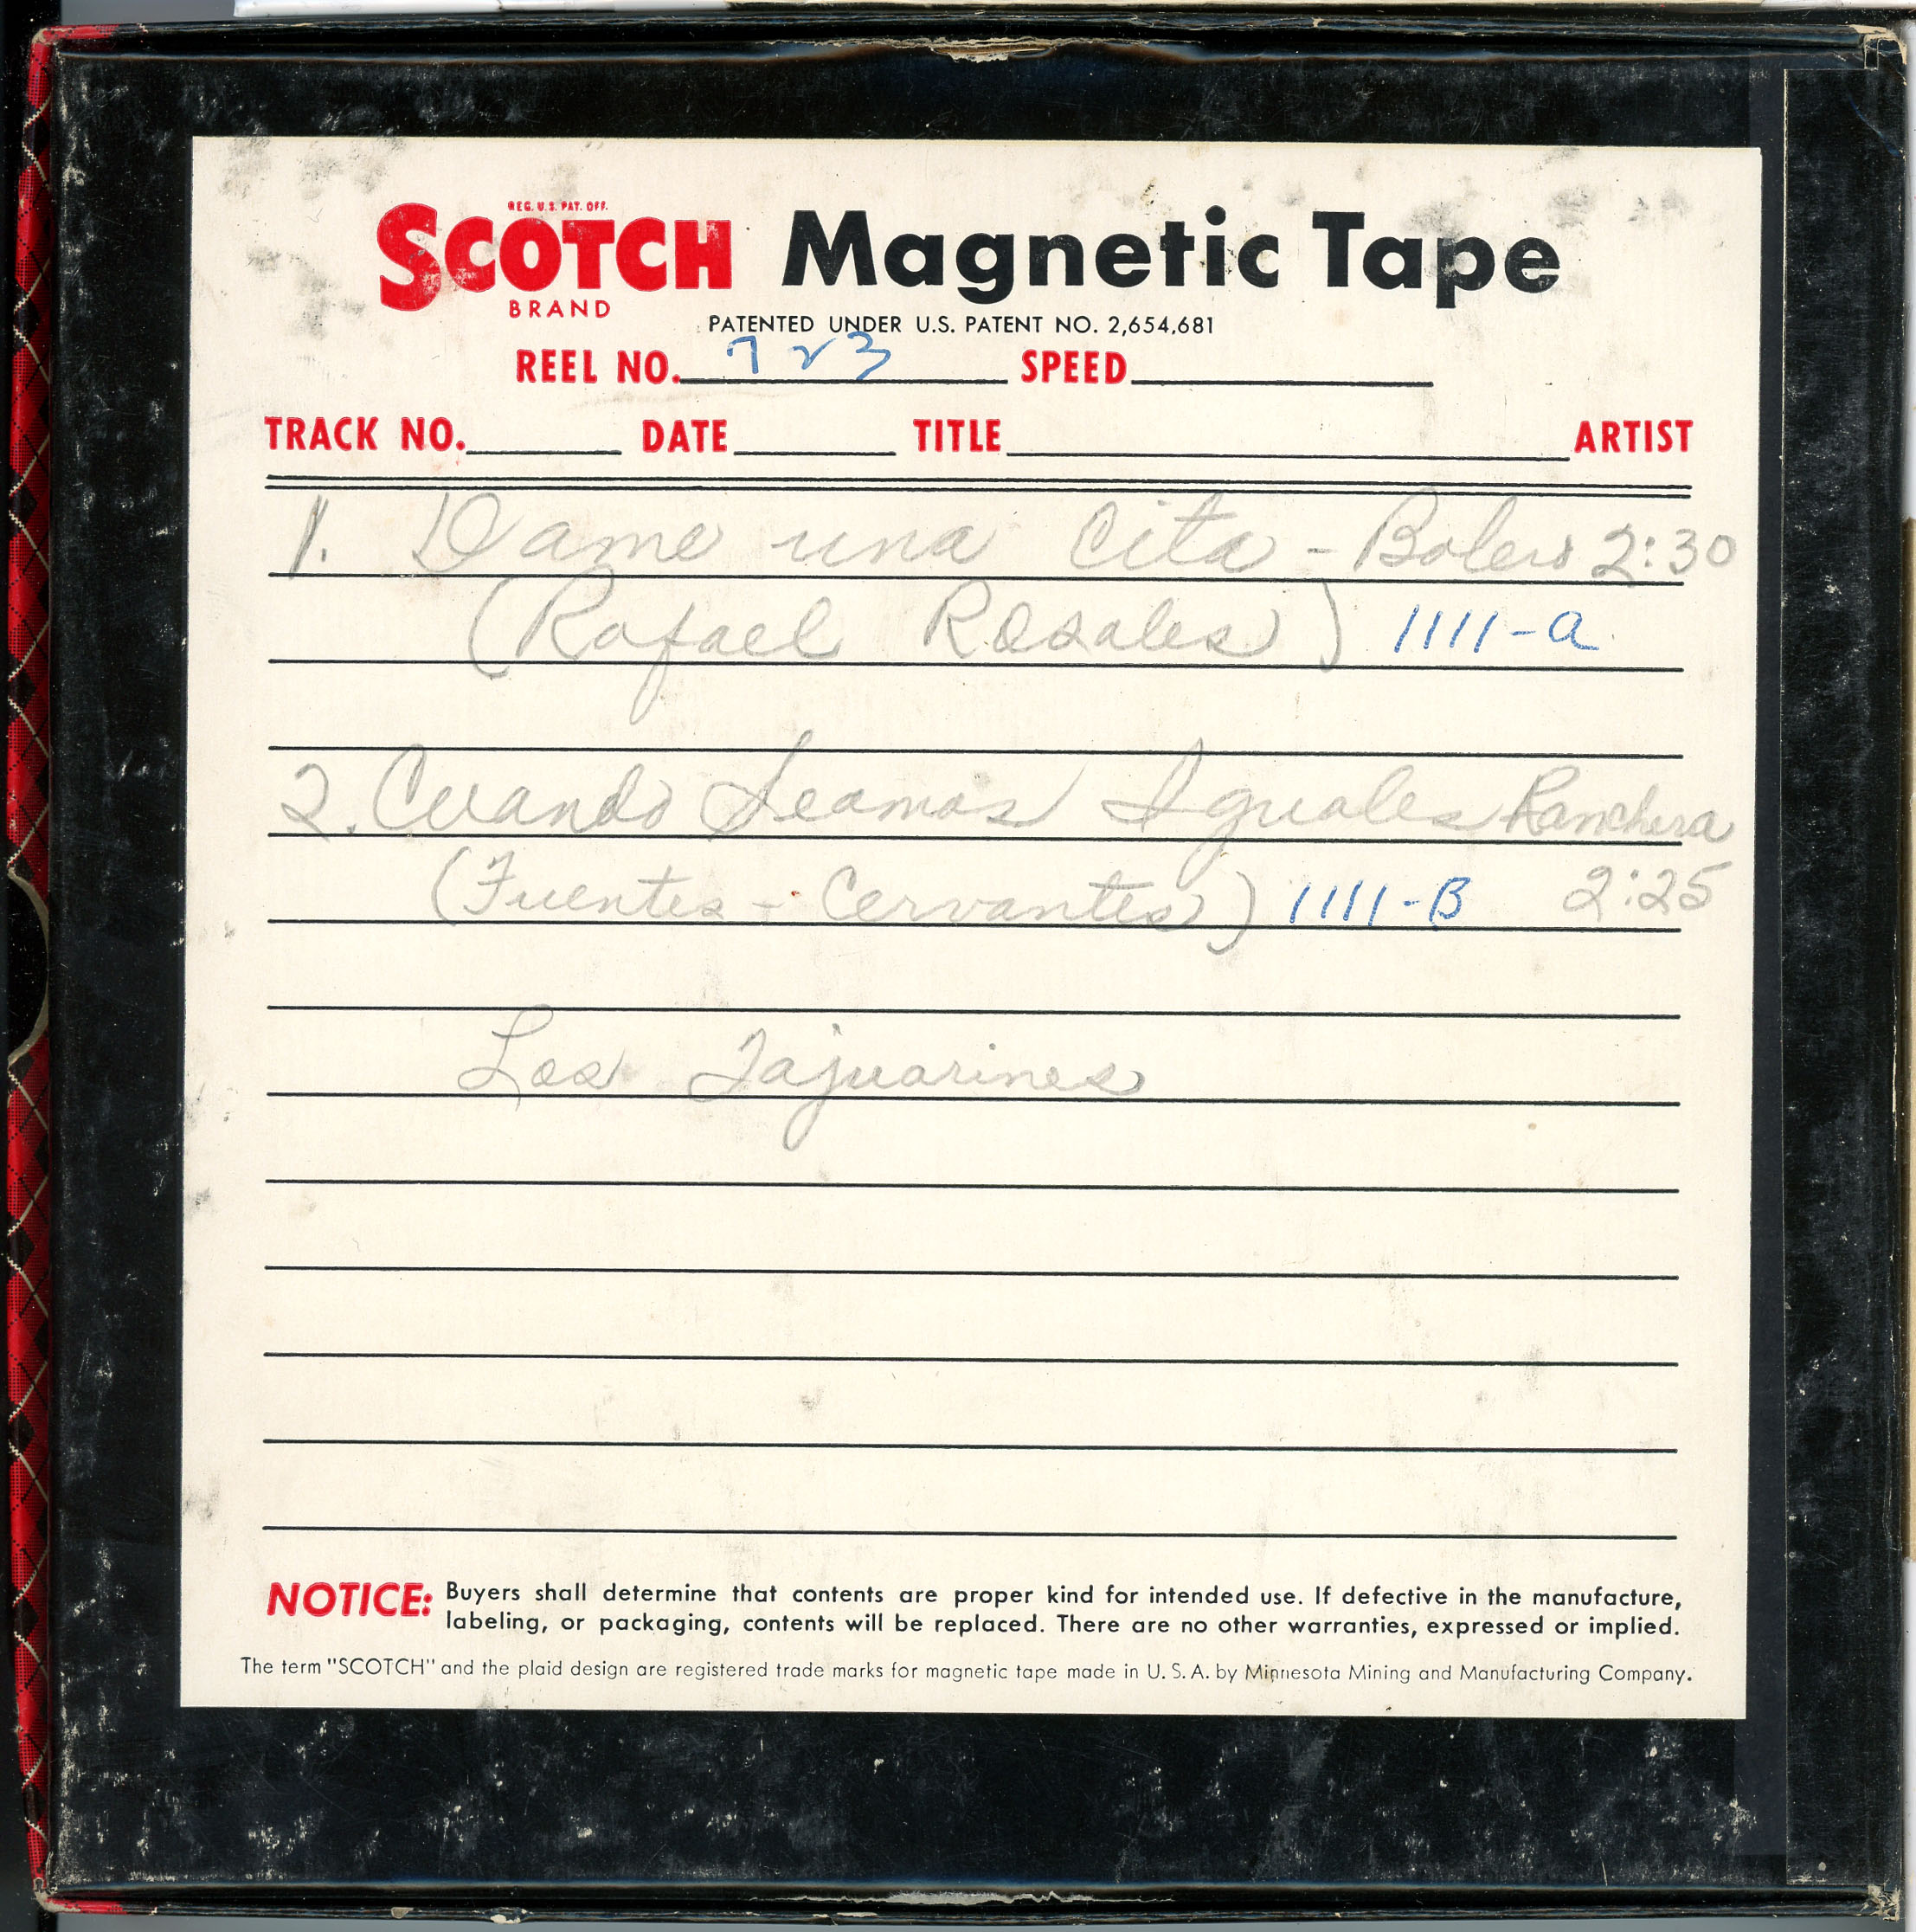 REG. U.S. PAT. OFF.
SCOTCH Magnetic Tape
BRAND
PATENTED UNDER U.S. PATENT NO. 2,654,681
REEL NO. 723 SPEED
TRACK NO. DATE TITLE ARTIST
1. Dame una Cita - Bolero 2:30
(Rafael Rosales) 1111-a
2. Cuando Seamos Iguales Ranchera
(Fuentes - Cervantes) 1111-B 2:25
Los Tajuarines
NOTICE: Buyers shall determine that contents are proper kind for intended use. If defective in the manufacture,
labeling, or packaging, contents will be replaced. There are no other warranties, expressed or implied.
The term "SCOTCH" and the plaid design are registered trade marks for magnetic tape made in U. S. A. by Minnesota Mining and Manufacturing Company.